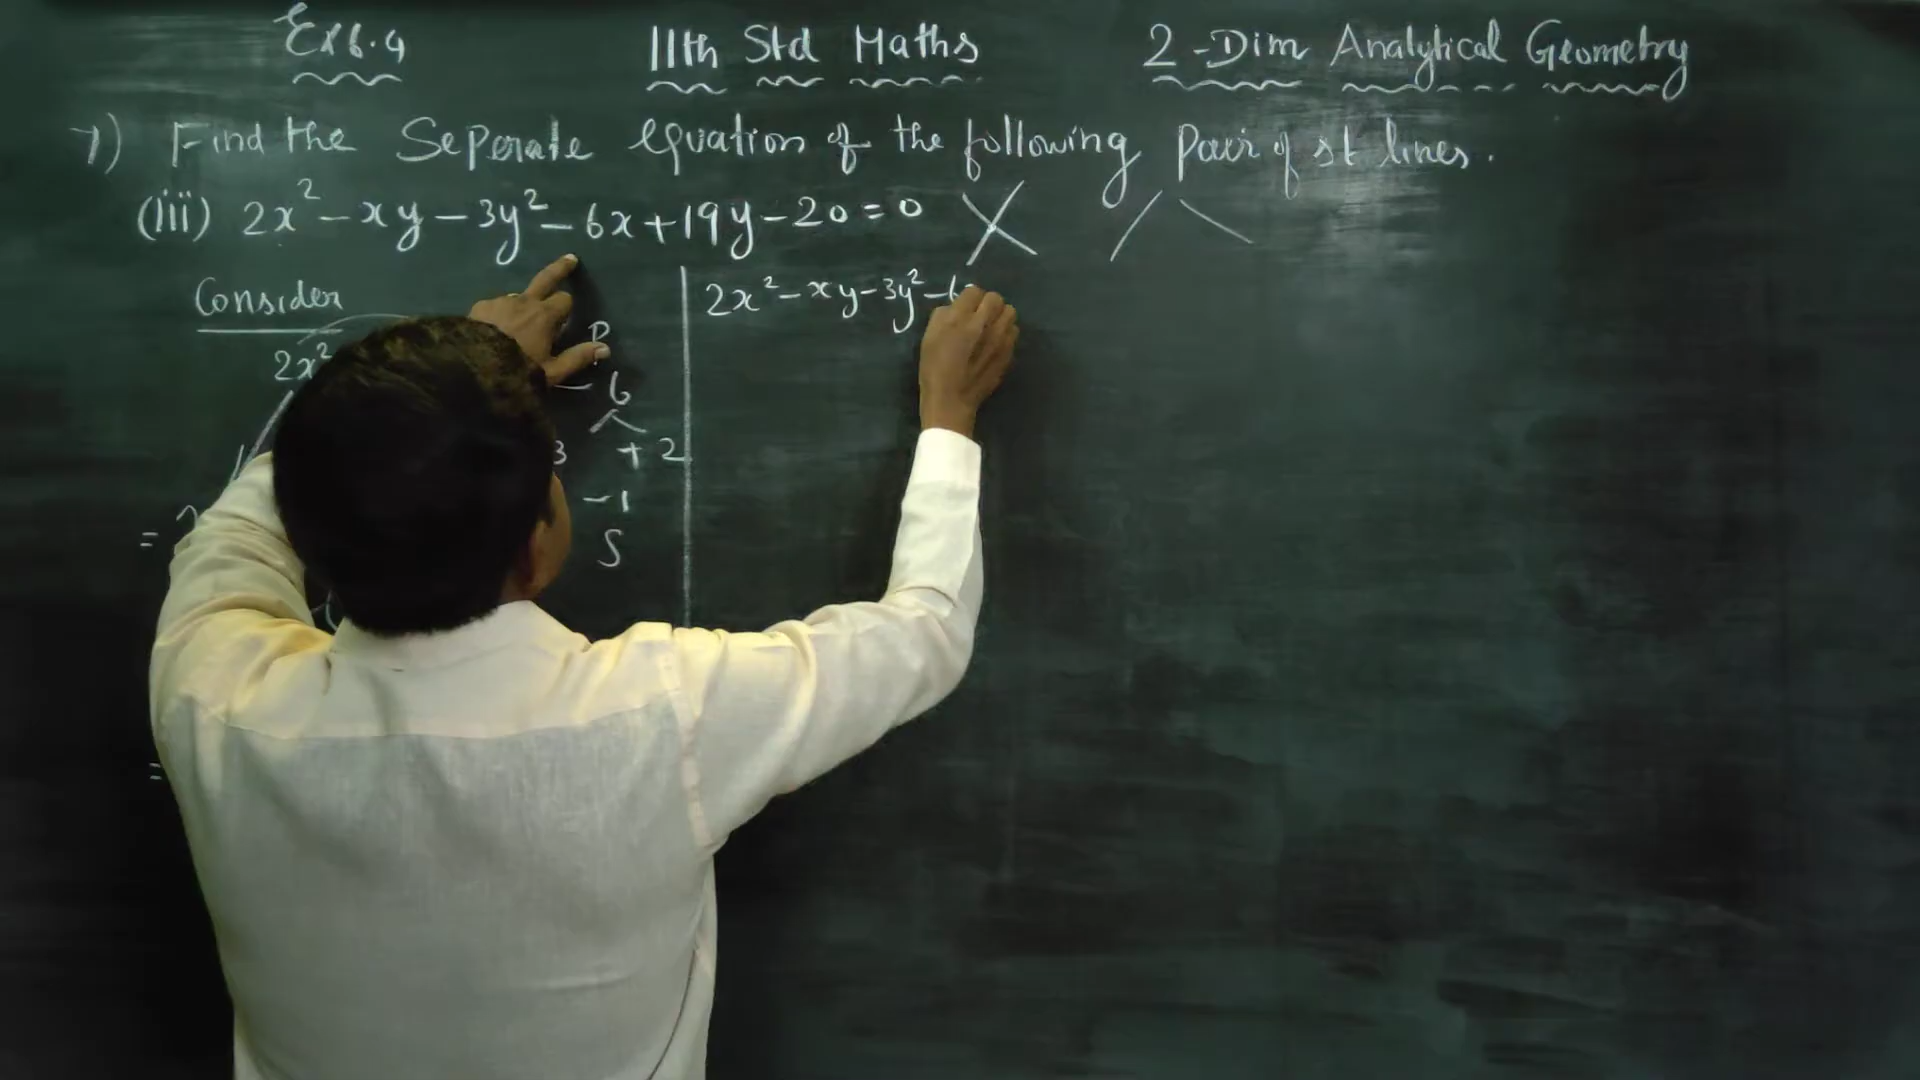 Ex 6.4 11th Std Maths 2-Dim Analytical Geometry
7) Find the Seperate equation of the following Pair of st lines.
(iii) 2x² - xy - 3y² - 6x + 19y - 20 = 0
Consider
2x²
P
- 6
3 + 2
- 1
S
=
=
2x² - xy - 3y² - 6